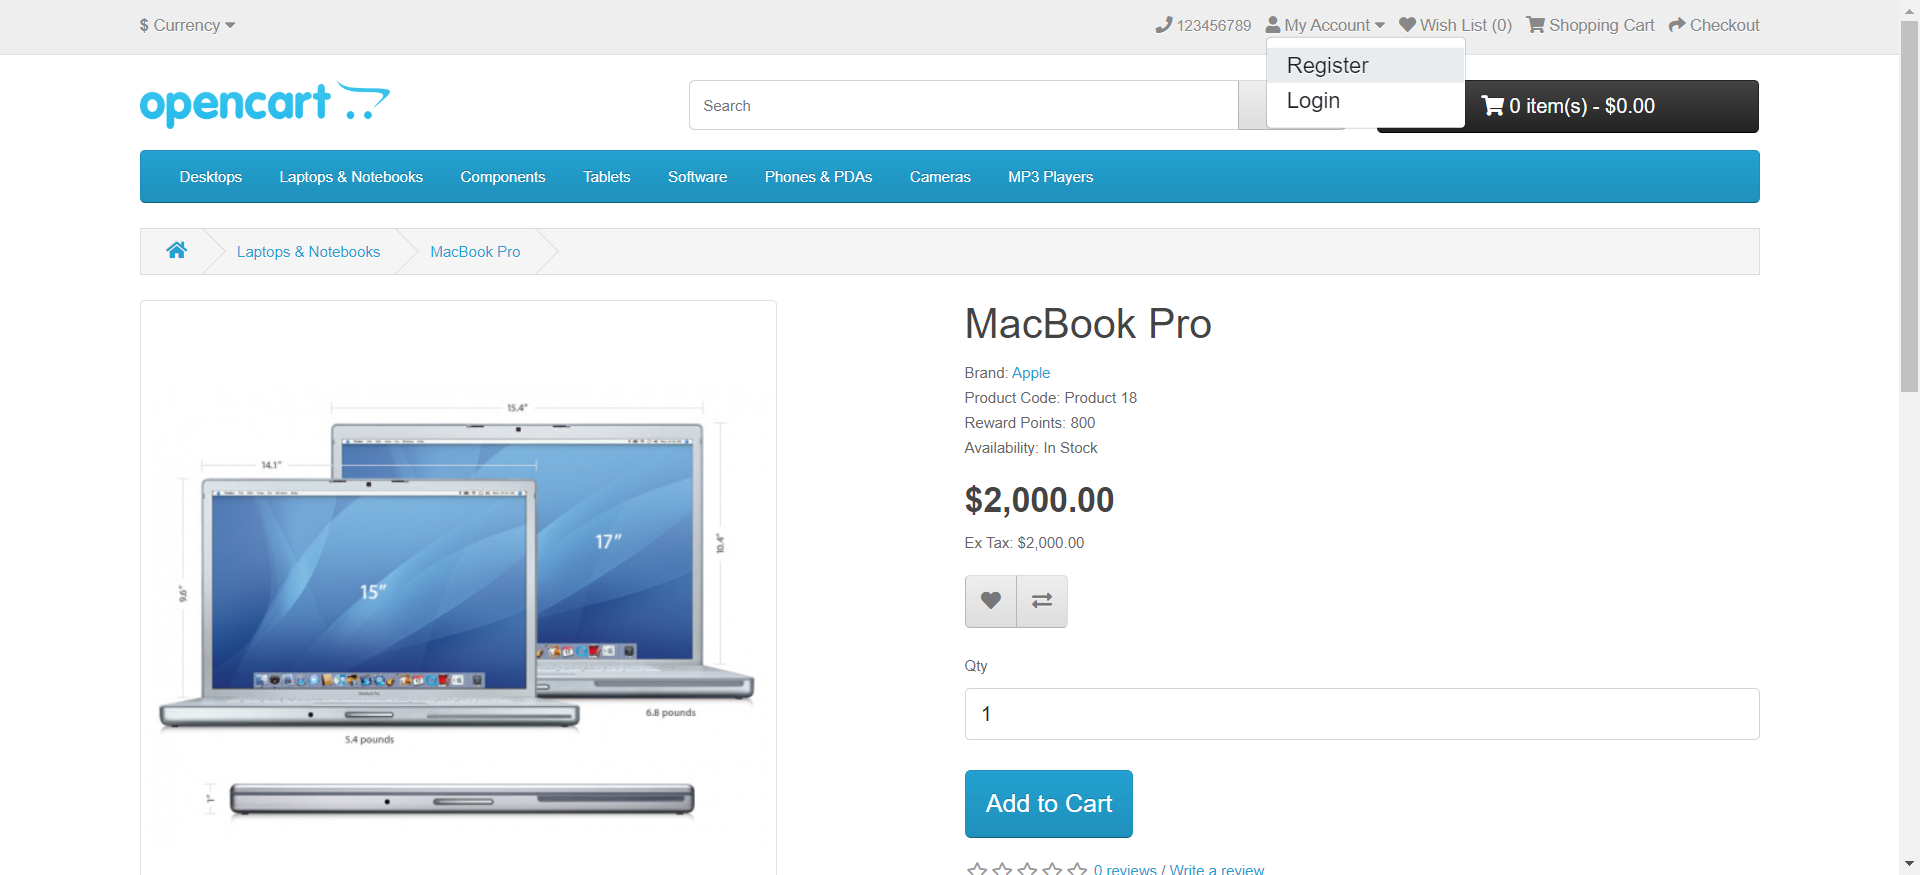 $ Currency
123456789 My Account Wish List (0) Shopping Cart Checkout
Register
Login
opencart
Search
0 item(s) - $0.00
Desktops Laptops & Notebooks Components Tablets Software Phones & PDAs Cameras MP3 Players
Laptops & Notebooks MacBook Pro
MacBook Pro
Brand: Apple
Product Code: Product 18
Reward Points: 800
Availability: In Stock
$2,000.00
Ex Tax: $2,000.00
Qty
1
Add to Cart
0 reviews / Write a review
15.4"
14.1"
17"
10.4"
15"
9.6"
6.8 pounds
5.4 pounds
1"